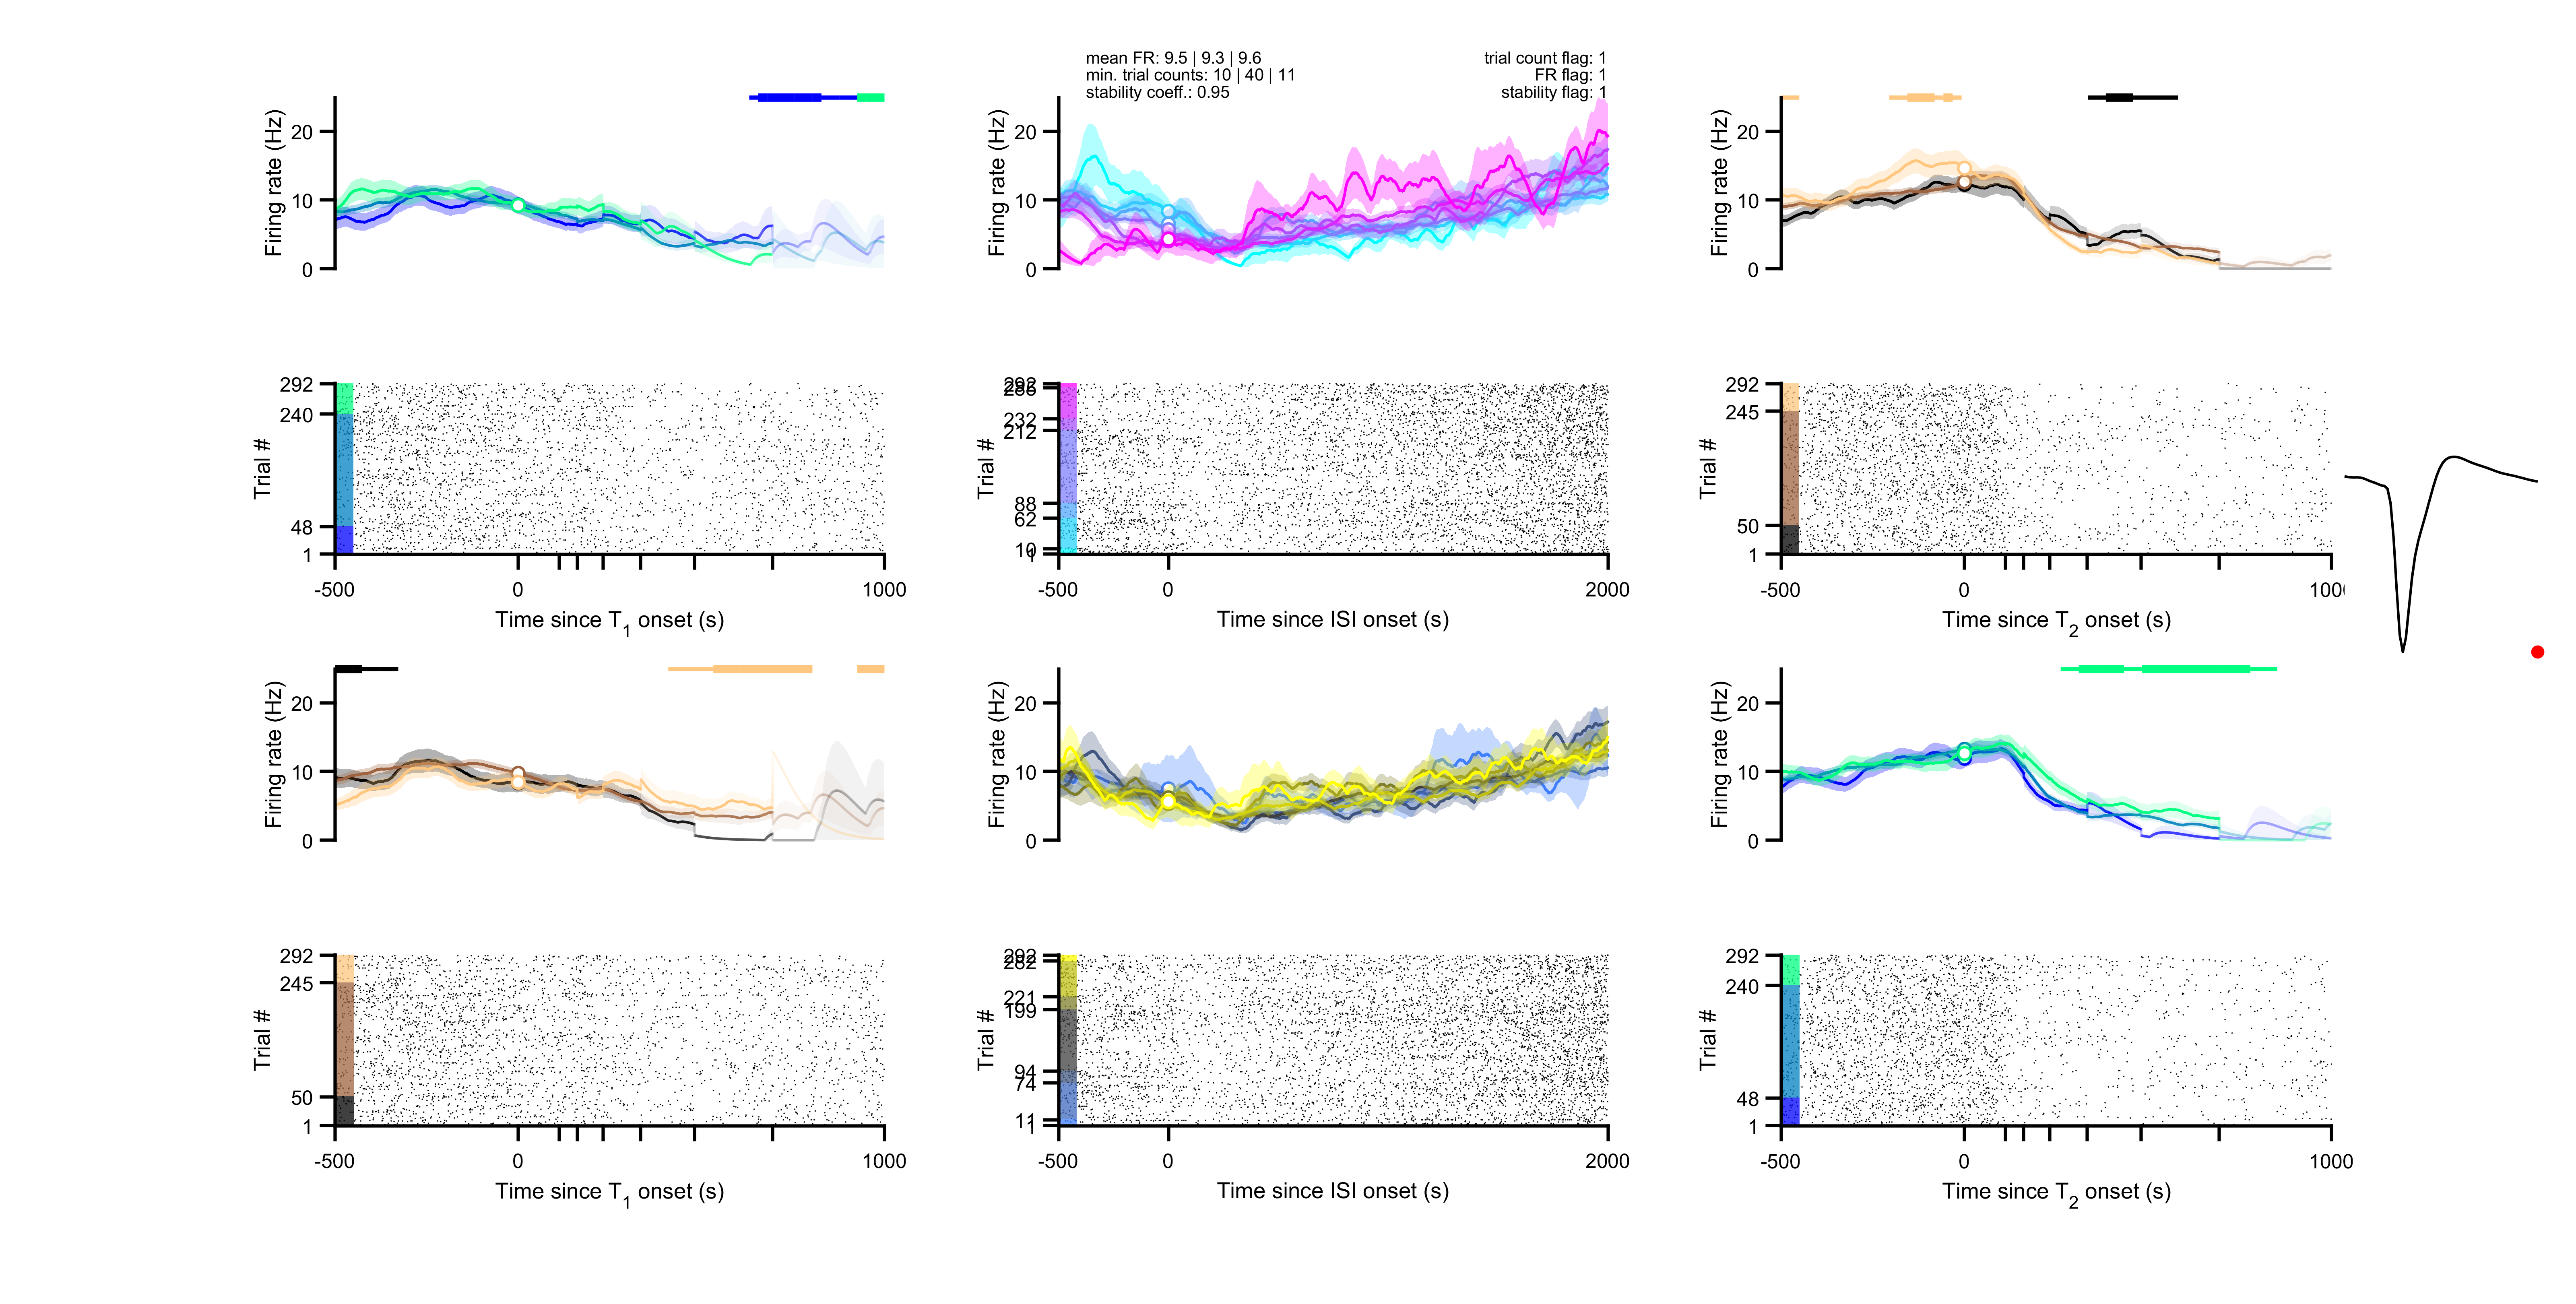 mean FR: 9.5 | 9.3 | 9.6
min. trial counts: 10 | 40 | 11
stability coeff.: 0.95
trial count flag: 1
FR flag: 1
stability flag: 1
Firing rate (Hz)
20
10
0
Firing rate (Hz)
20
10
0
Firing rate (Hz)
20
10
0
Trial #
292
240
48
1
-500
0
1000
Time since T1 onset (s)
Trial #
292
286
232
212
88
62
10
1
-500
0
2000
Time since ISI onset (s)
Trial #
292
245
50
1
-500
0
Time since T2 onset (s)
Firing rate (Hz)
20
10
0
Firing rate (Hz)
20
10
0
Firing rate (Hz)
20
10
0
Trial #
292
245
50
1
-500
0
1000
Time since T1 onset (s)
Trial #
292
282
221
199
94
74
11
1
-500
0
2000
Time since ISI onset (s)
Trial #
292
240
48
1
-500
0
1000
Time since T2 onset (s)